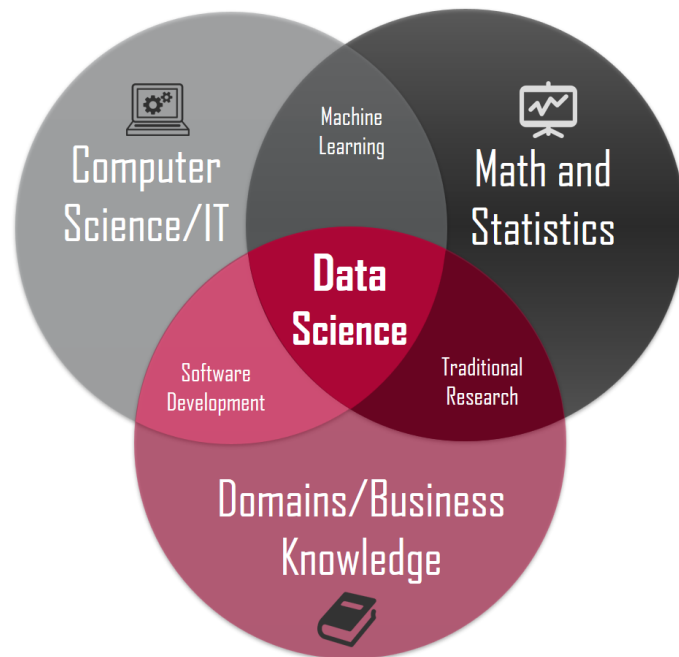 Machine
Learning
Computer
Science/IT
Math and
Statistics
Data
Science
Software
Development
Traditional
Research
Domains/Business
Knowledge